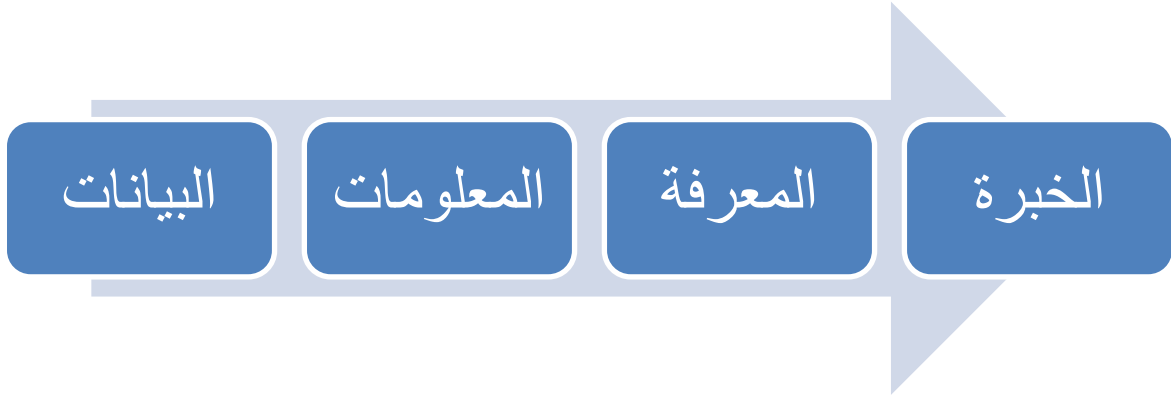 البيانات
المعلومات
المعرفة
الخبرة